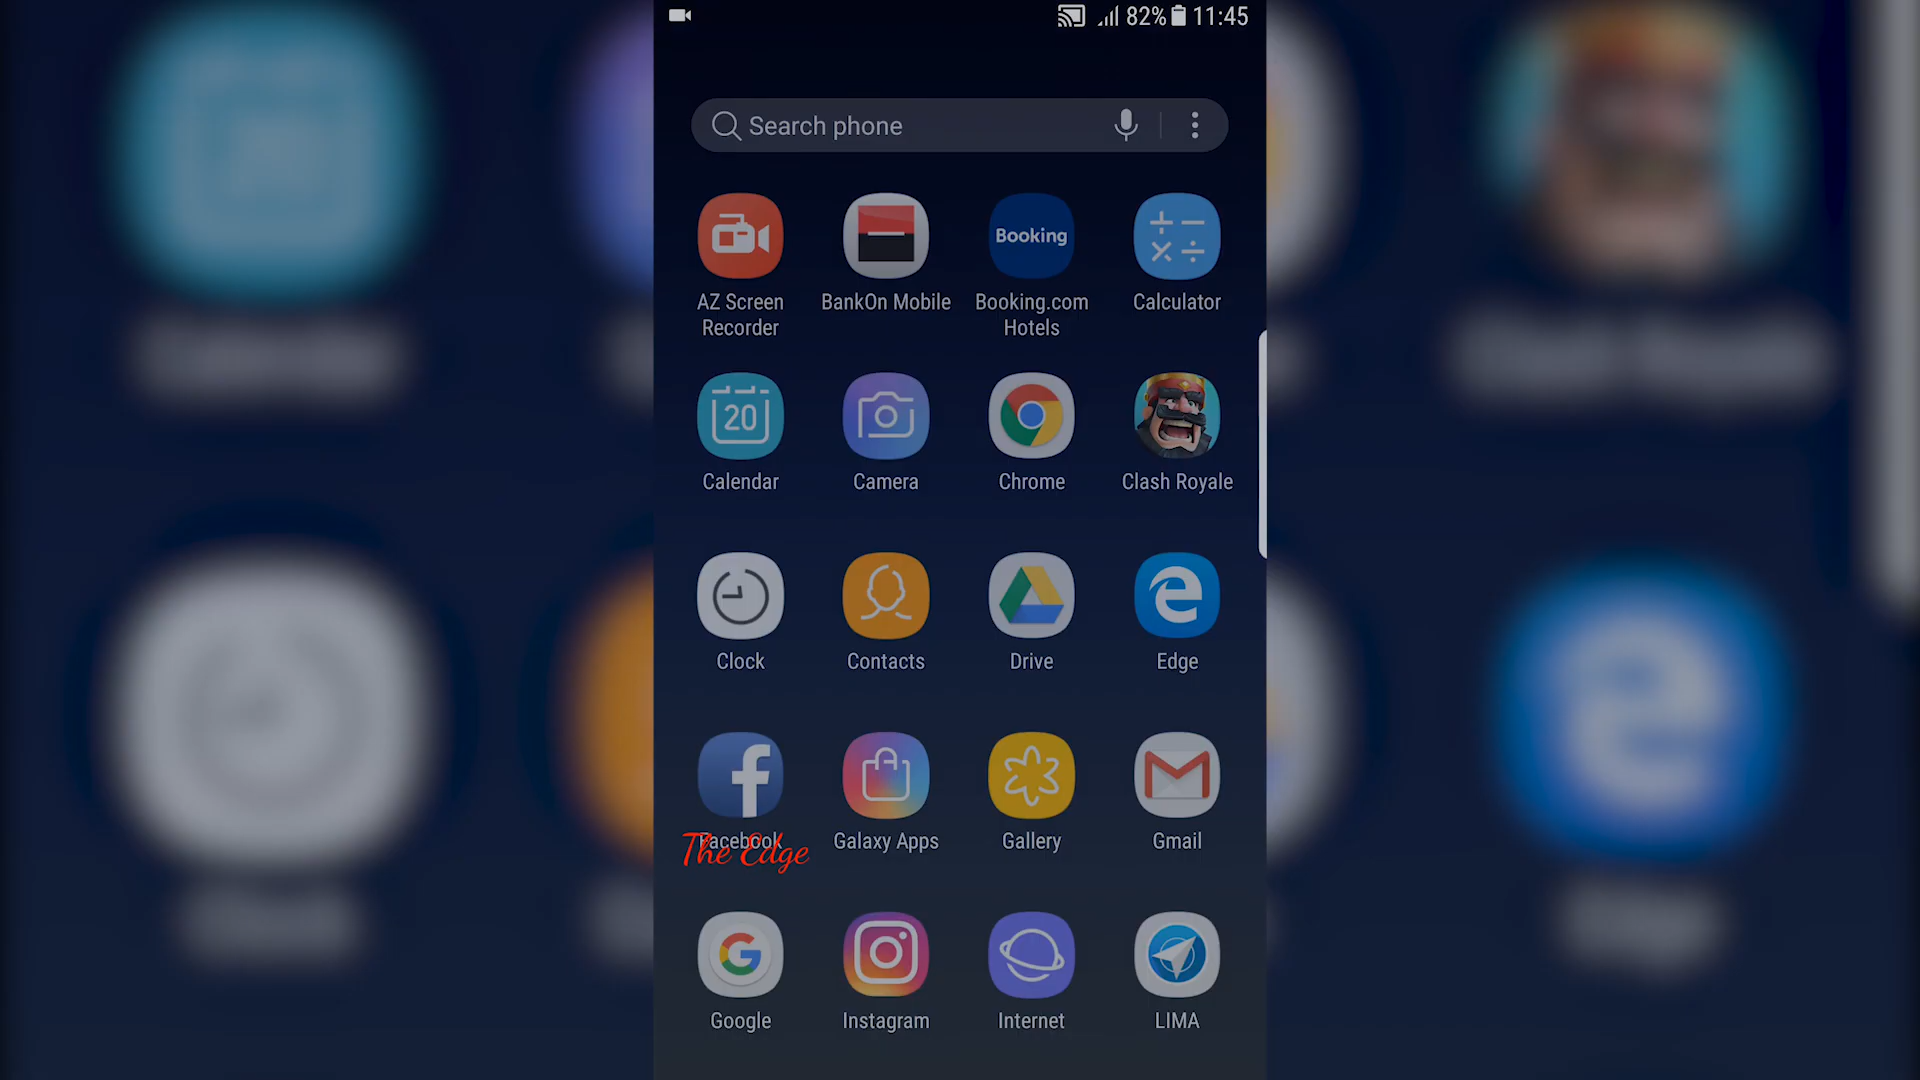 82% 11:45
Search phone
Booking
AZ Screen
Recorder
BankOn Mobile
Booking.com
Hotels
Calculator
20
Calendar
Camera
Chrome
Clash Royale
Clock
Contacts
Drive
Edge
Facebook
Galaxy Apps
Gallery
Gmail
The Edge
Google
Instagram
Internet
LIMA